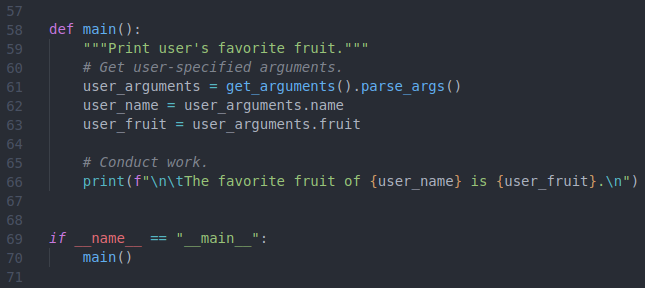 57
58 def main():
59     """Print user's favorite fruit."""
60     # Get user-specified arguments.
61     user_arguments = get_arguments().parse_args()
62     user_name = user_arguments.name
63     user_fruit = user_arguments.fruit
64
65     # Conduct work.
66     print(f"\n\tThe favorite fruit of {user_name} is {user_fruit}.\n")
67
68
69 if __name__ == "__main__":
70     main()
71